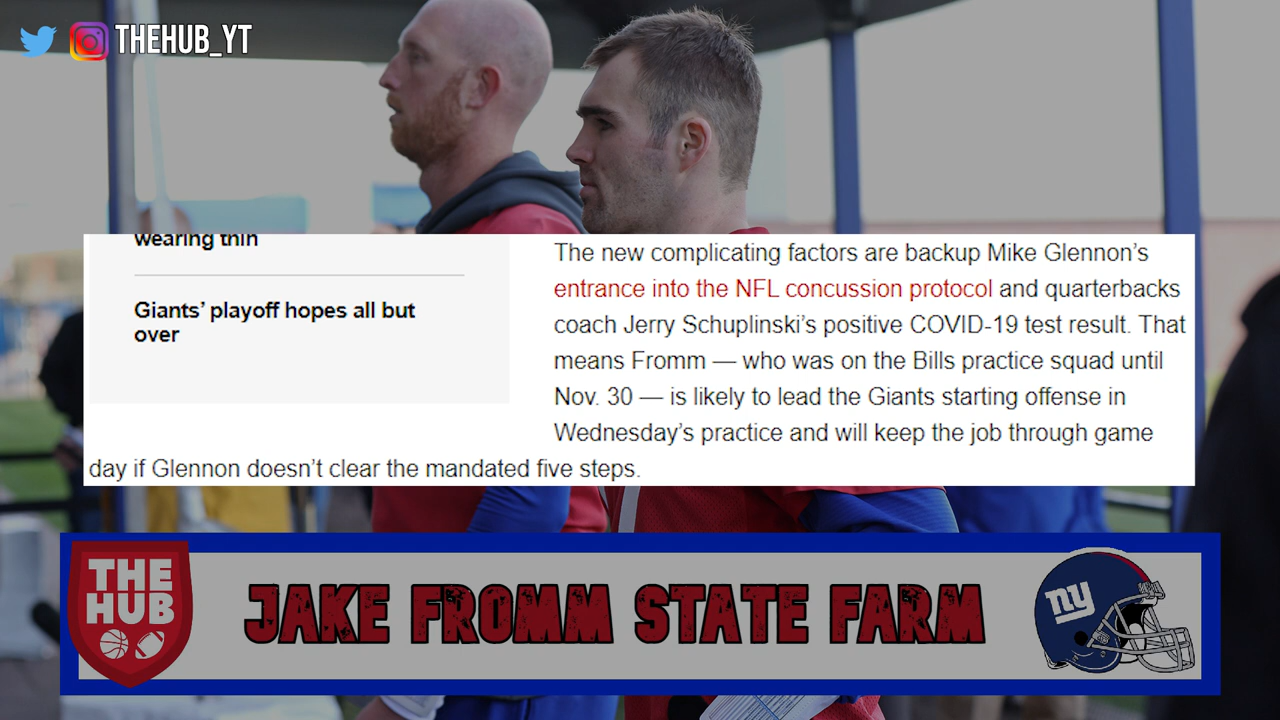 THEHUB_YT
wearing thin
Giants' playoff hopes all but
over
The new complicating factors are backup Mike Glennon's
entrance into the NFL concussion protocol and quarterbacks
coach Jerry Schuplinski's positive COVID-19 test result. That
means Fromm — who was on the Bills practice squad until
Nov. 30 — is likely to lead the Giants starting offense in
Wednesday's practice and will keep the job through game
day if Glennon doesn't clear the mandated five steps.
THE
HUB
JAKE FROMM STATE FARM
ny